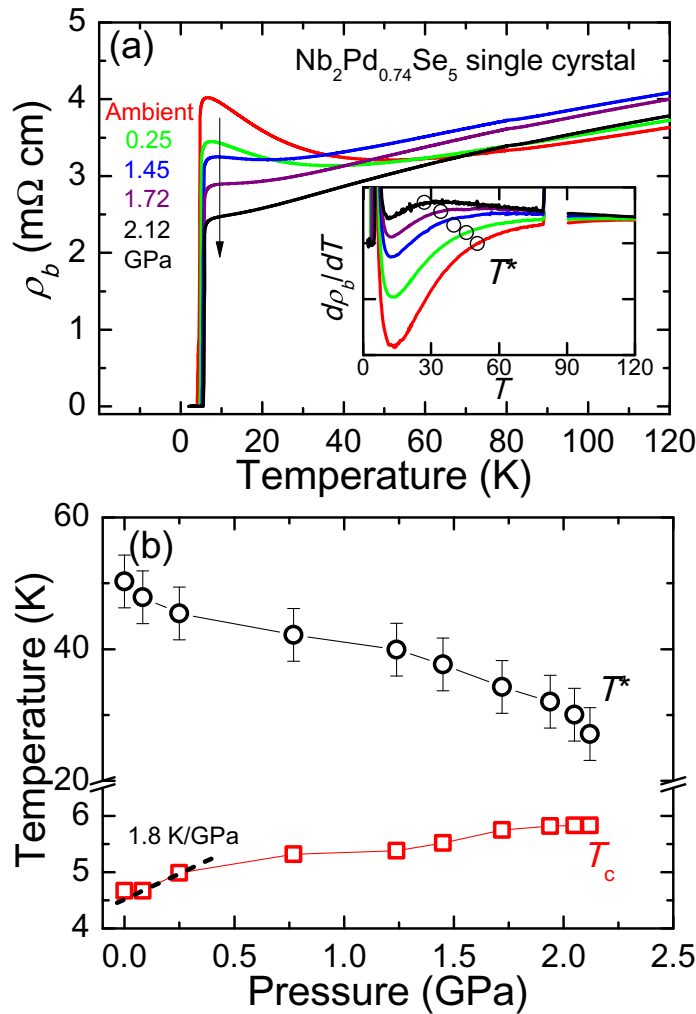 (a)
Nb2Pd0.74Se5 single cyrstal
Ambient
0.25
1.45
1.72
2.12
GPa
5
4
3
2
1
0
ρb (mΩ cm)
0 20 40 60 80 100 120
Temperature (K)
dρb/dT
T*
0 30 60 90 120
T
(b)
60
40
20
6
5
4
Temperature (K)
T*
1.8 K/GPa
Tc
0.0 0.5 1.0 1.5 2.0 2.5
Pressure (GPa)